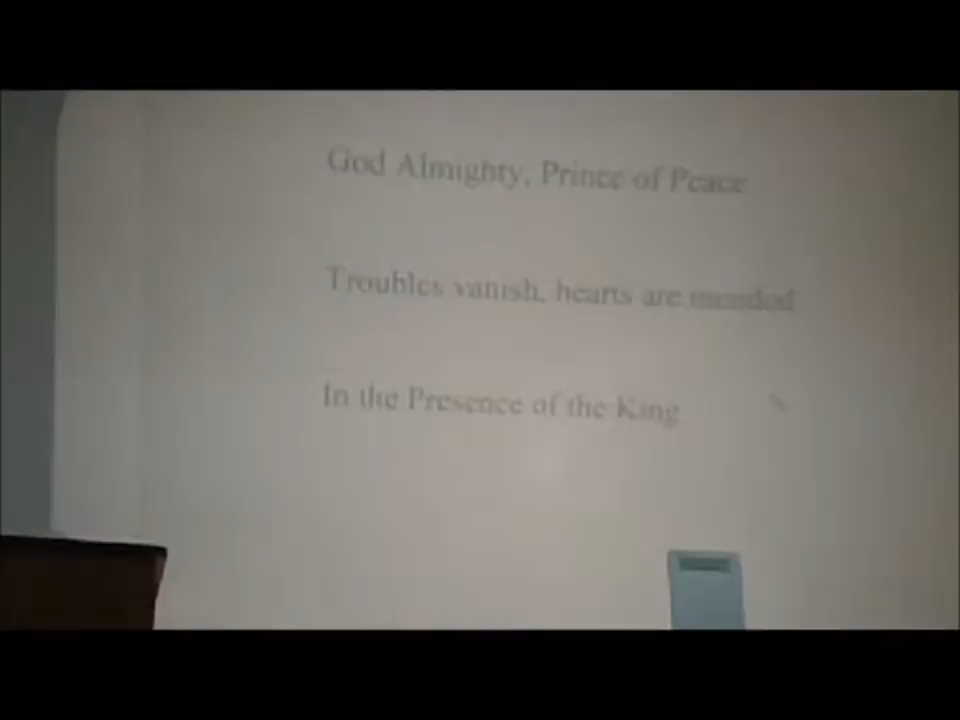 God Almighty, Prince of Peace
Troubles vanish, hearts are mended
In the Presence of the King